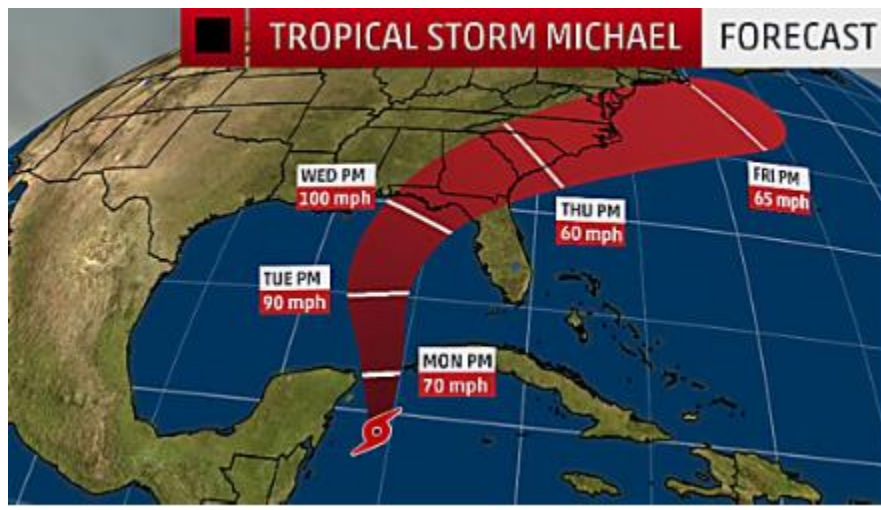 TROPICAL STORM MICHAEL
FORECAST
WED PM
100 mph
FRI PM
65 mph
THU PM
60 mph
TUE PM
90 mph
MON PM
70 mph